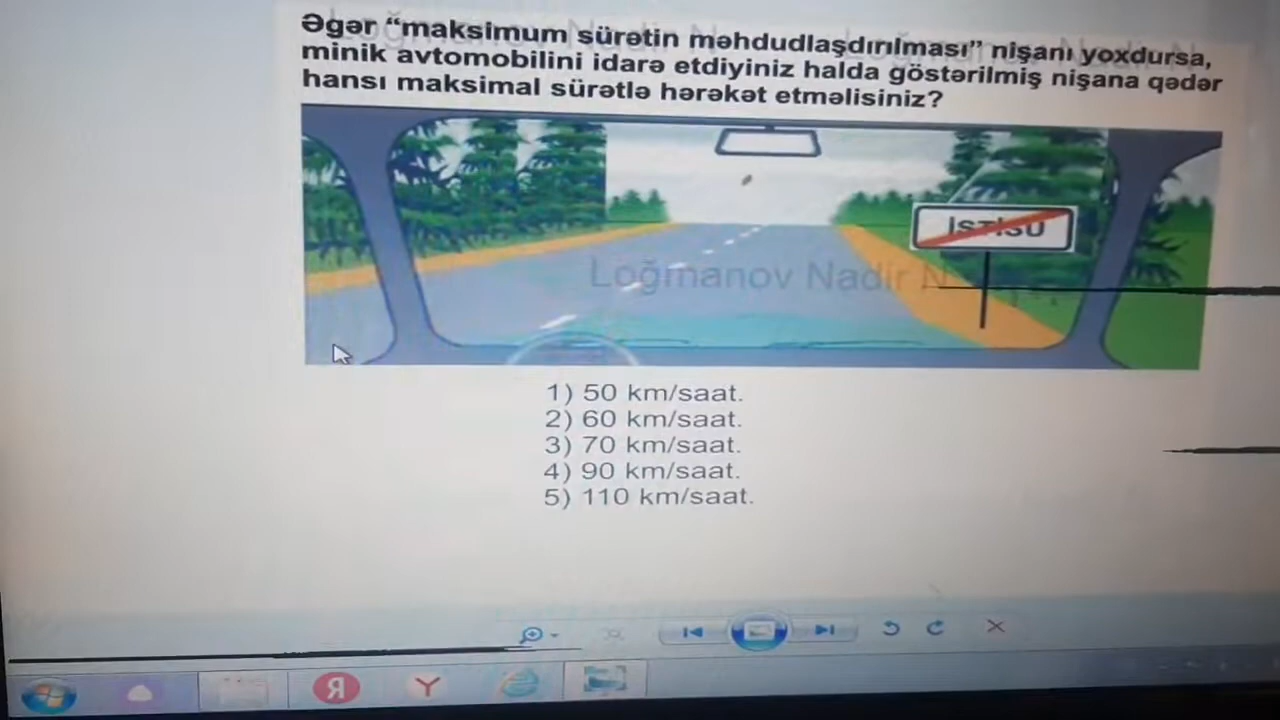 Əgər “maksimum sürətin məhdudlaşdırılması” nişanı yoxdursa,
minik avtomobilini idarə etdiyiniz halda göstərilmiş nişana qədər
hansı maksimal sürətlə hərəkət etməlisiniz?
İSTİSU
Loğmanov Nadir N
1) 50 km/saat.
2) 60 km/saat.
3) 70 km/saat.
4) 90 km/saat.
5) 110 km/saat.